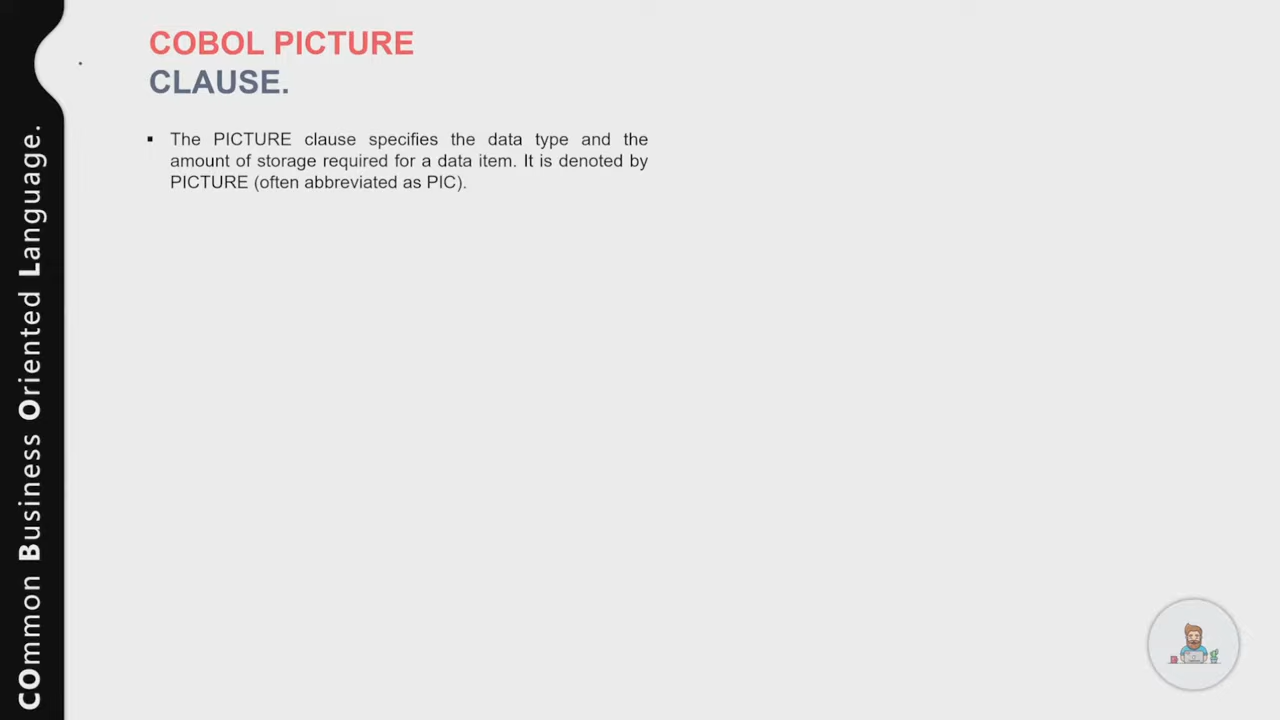 COBOL PICTURE
CLAUSE.
▪ The PICTURE clause specifies the data type and the
amount of storage required for a data item. It is denoted by
PICTURE (often abbreviated as PIC).
COmmon Business Oriented Language.